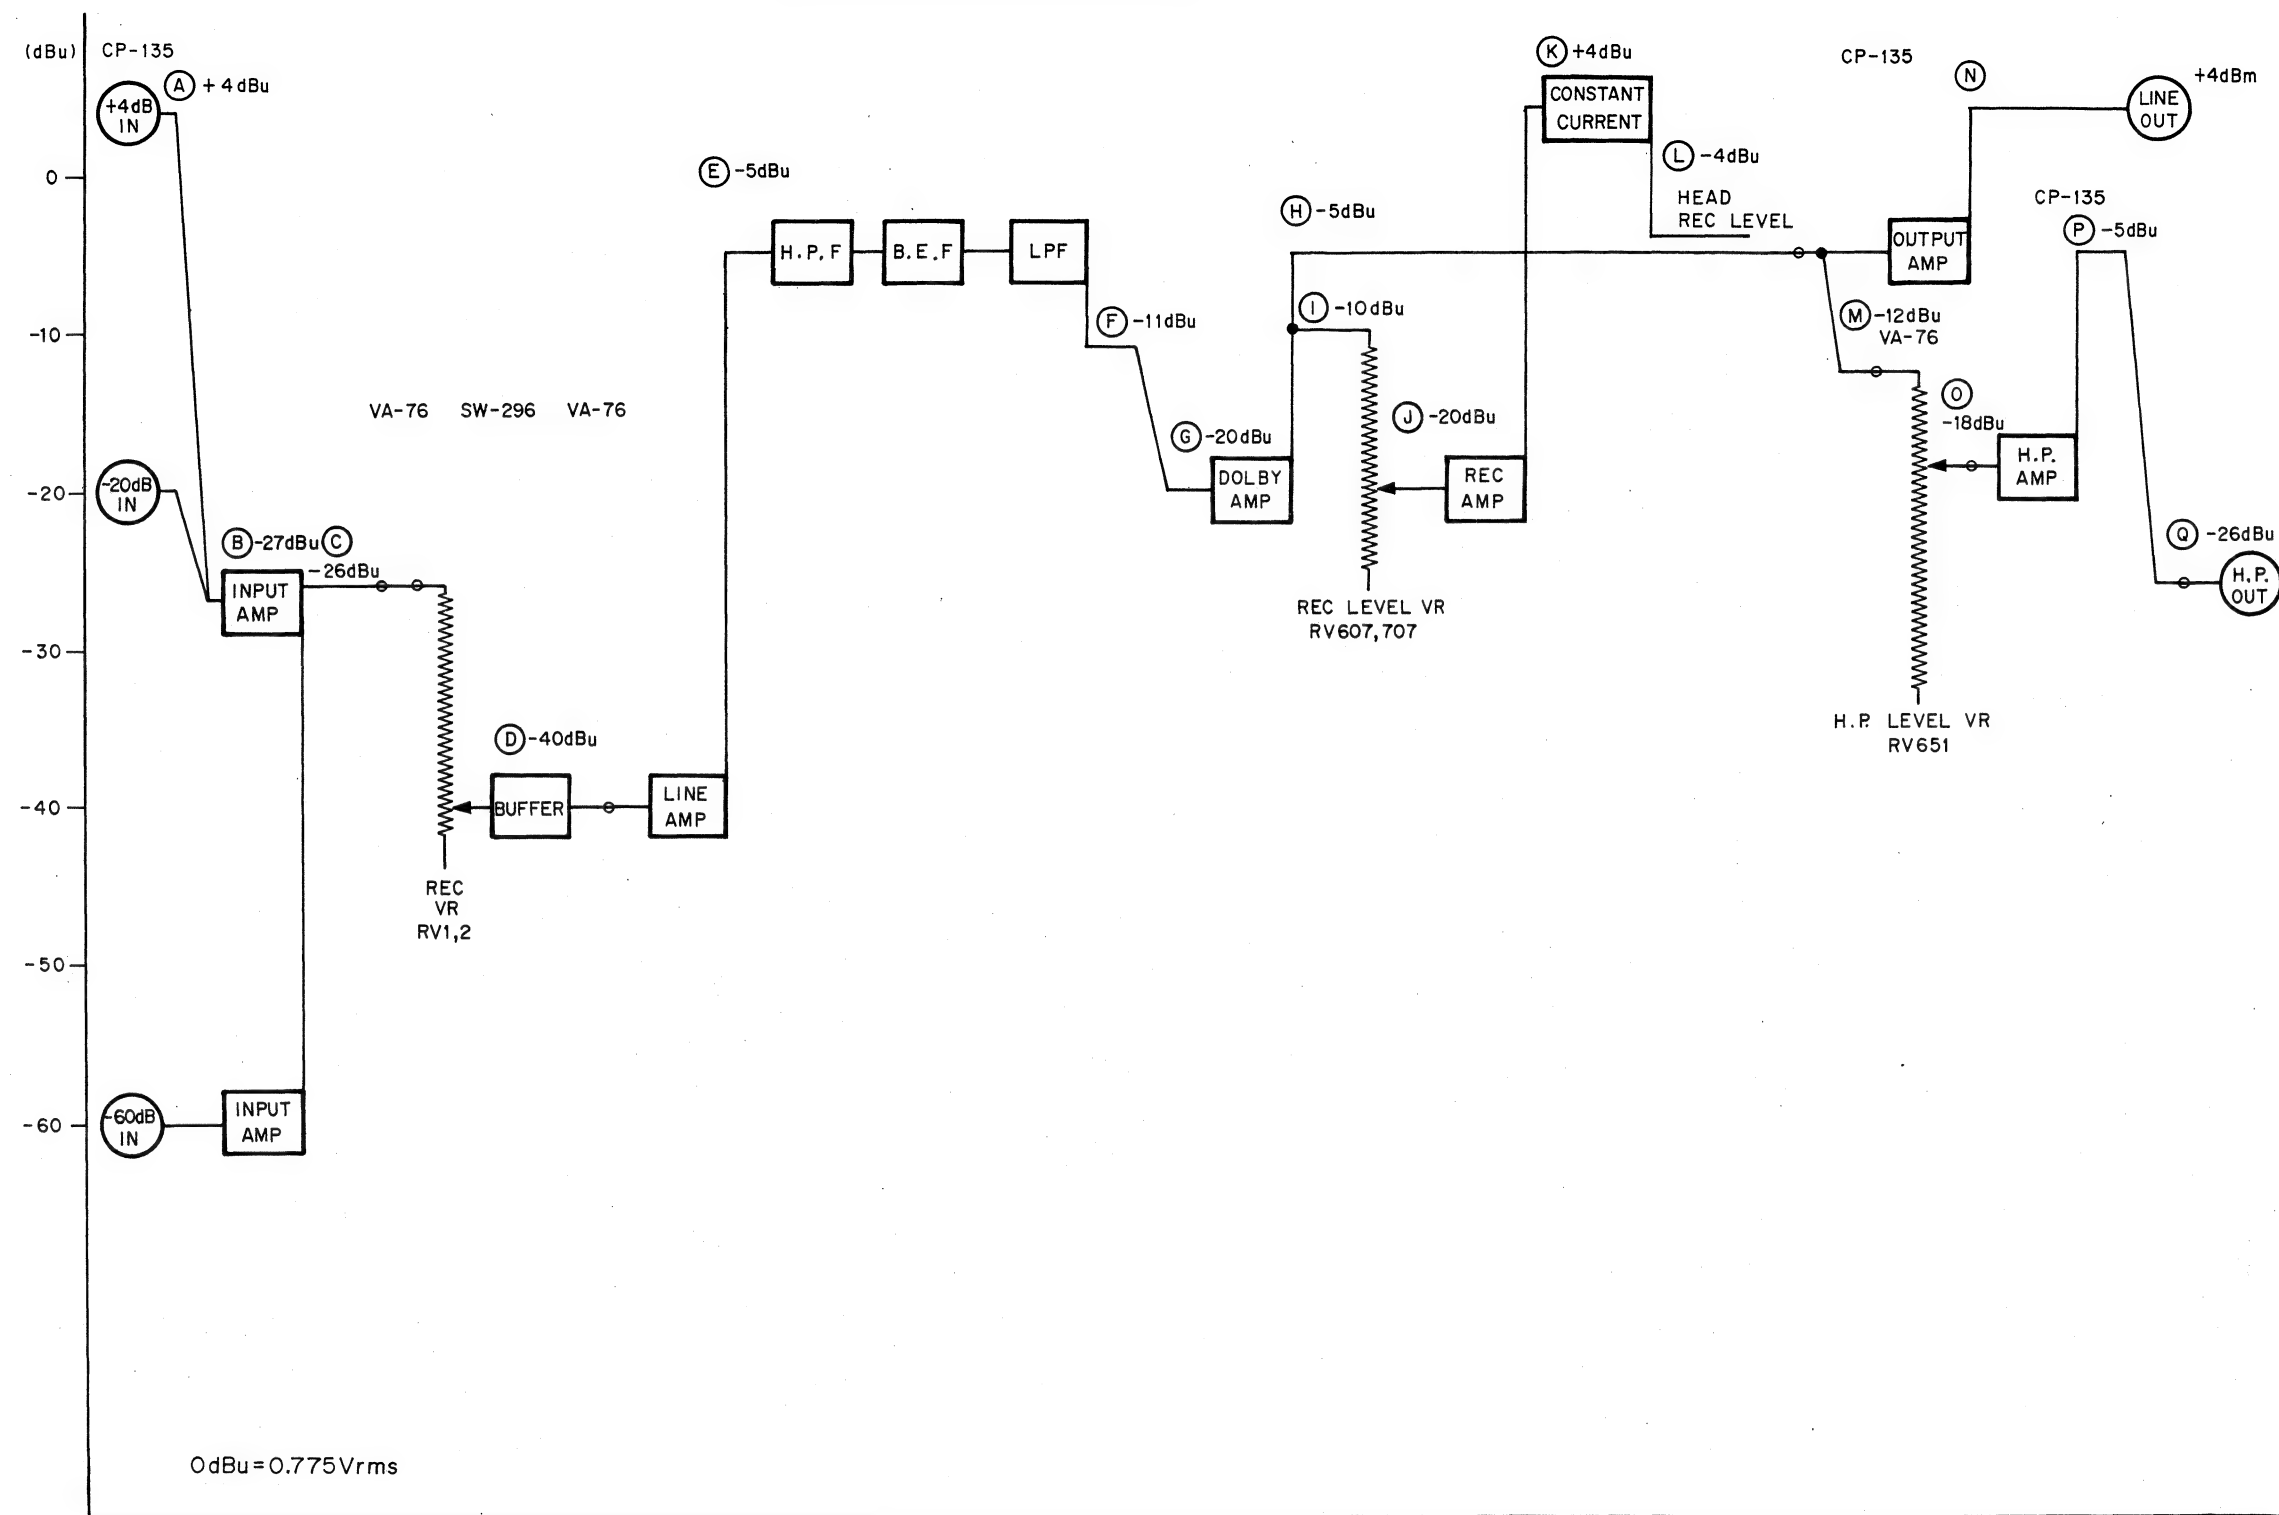 (dBu)
CP-135
A +4dBu
+4dB
IN
K +4dBu
CONSTANT
CURRENT
CP-135
N
LINE
OUT
+4dBm
0
E -5dBu
L -4dBu
HEAD
REC LEVEL
H -5dBu
CP-135
P -5dBu
H.P.F
B.E.F
LPF
OUTPUT
AMP
-10
F -11dBu
I -10dBu
M -12dBu
VA-76
VA-76 SW-296 VA-76
G -20dBu
J -20dBu
O
-18dBu
-20
-20dB
IN
DOLBY
AMP
REC
AMP
H.P.
AMP
B -27dBu C
-26dBu
INPUT
AMP
Q -26dBu
H.P.
OUT
REC LEVEL VR
RV607,707
-30
H.P. LEVEL VR
RV651
D -40dBu
-40
BUFFER
LINE
AMP
REC
VR
RV1,2
-50
-60
-60dB
IN
INPUT
AMP
0dBu=0.775Vrms